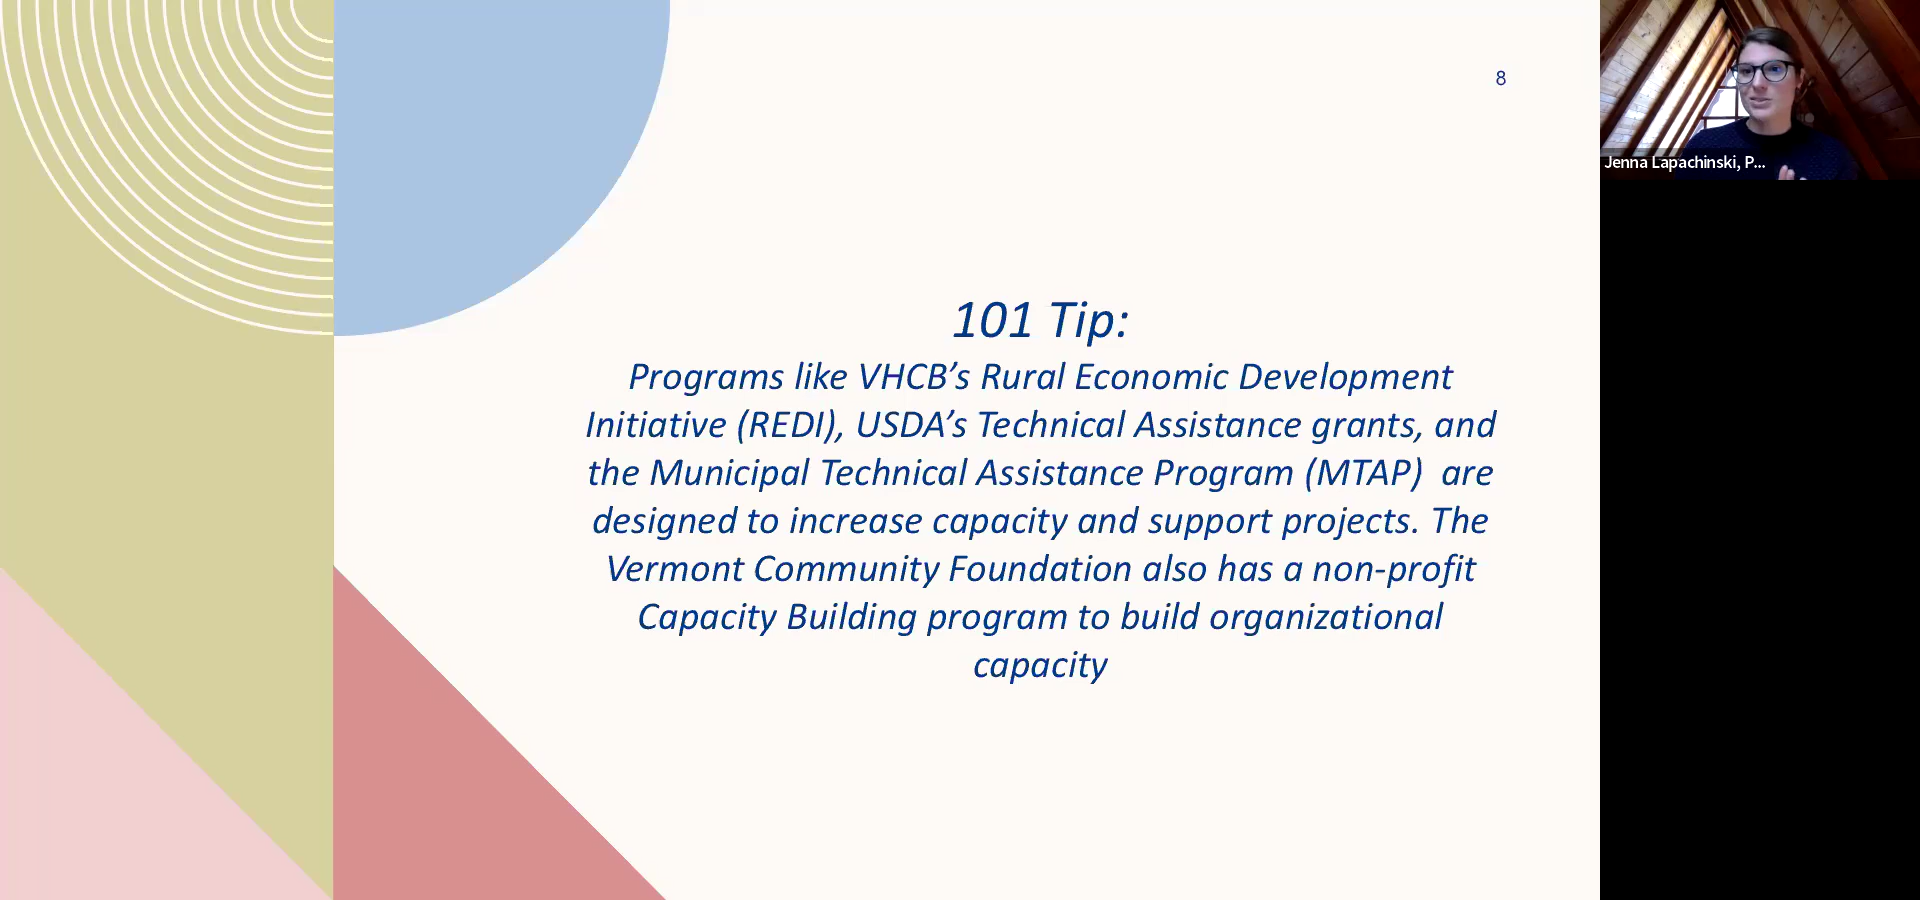 8
101 Tip:
Programs like VHCB’s Rural Economic Development
Initiative (REDI), USDA’s Technical Assistance grants, and
the Municipal Technical Assistance Program (MTAP)  are
designed to increase capacity and support projects. The
Vermont Community Foundation also has a non-profit
Capacity Building program to build organizational
capacity
Jenna Lapachinski, P...